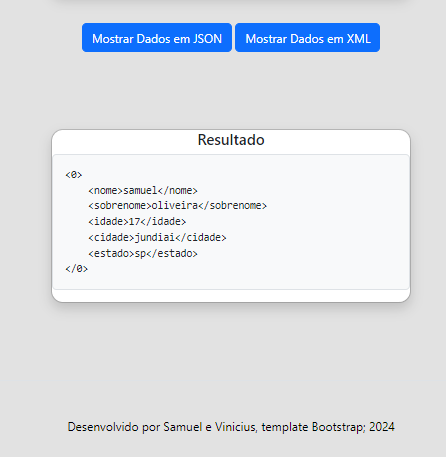 Mostrar Dados em JSON Mostrar Dados em XML
Resultado
<0>
    <nome>samuel</nome>
    <sobrenome>oliveira</sobrenome>
    <idade>17</idade>
    <cidade>jundiai</cidade>
    <estado>sp</estado>
</0>
Desenvolvido por Samuel e Vinicius, template Bootstrap; 2024